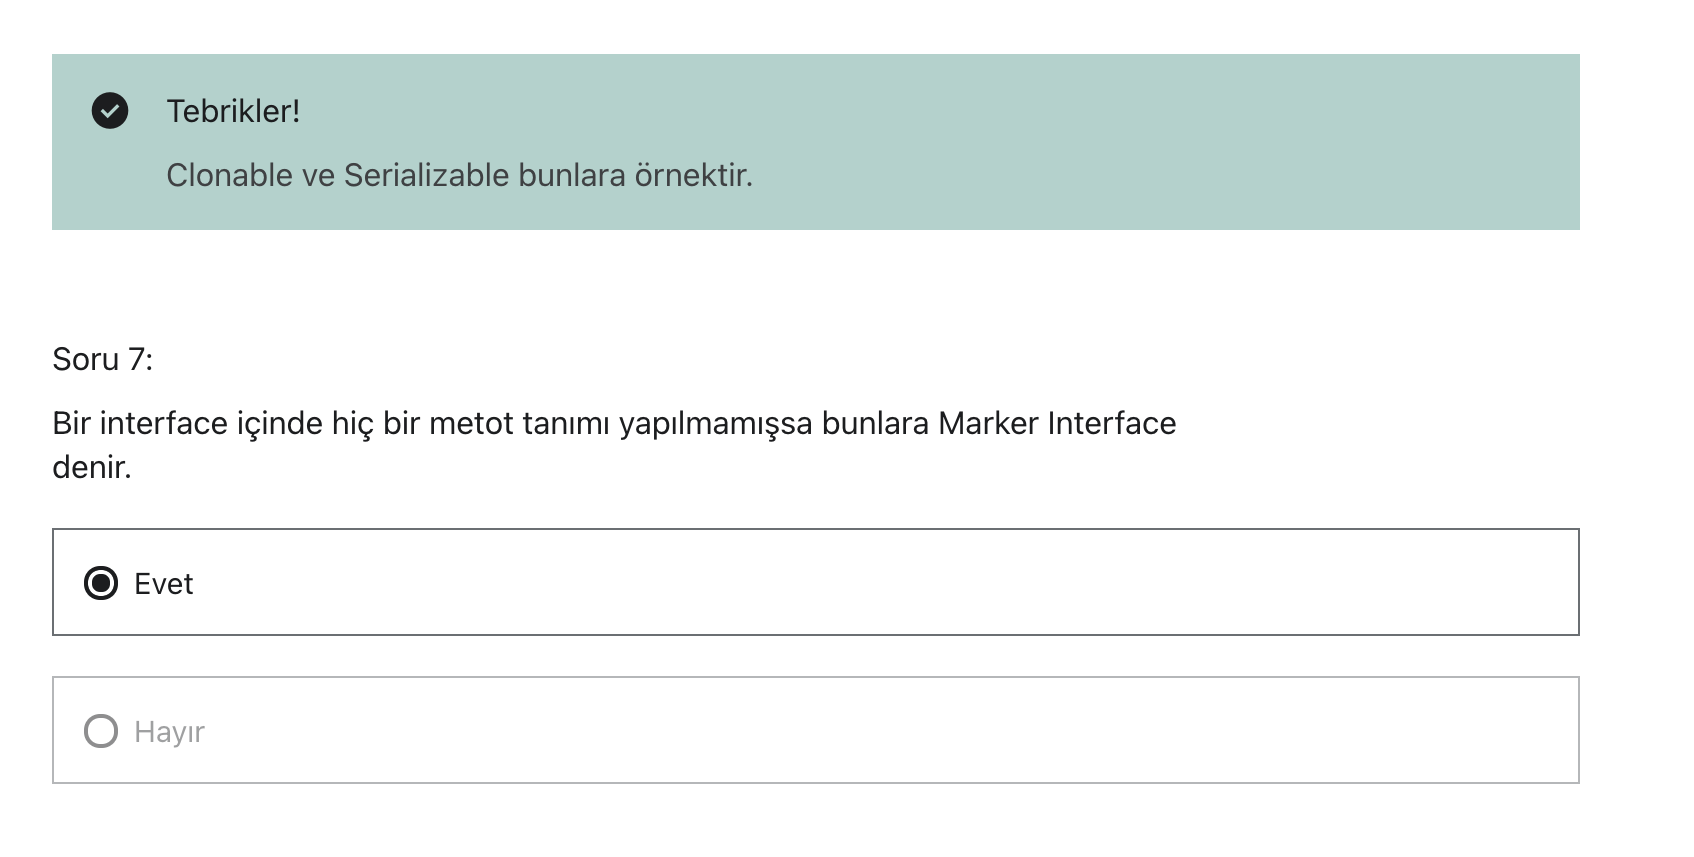 Tebrikler!
Clonable ve Serializable bunlara örnektir.
Soru 7:
Bir interface içinde hiç bir metot tanımı yapılmamışsa bunlara Marker Interface
denir.
Evet
Hayır